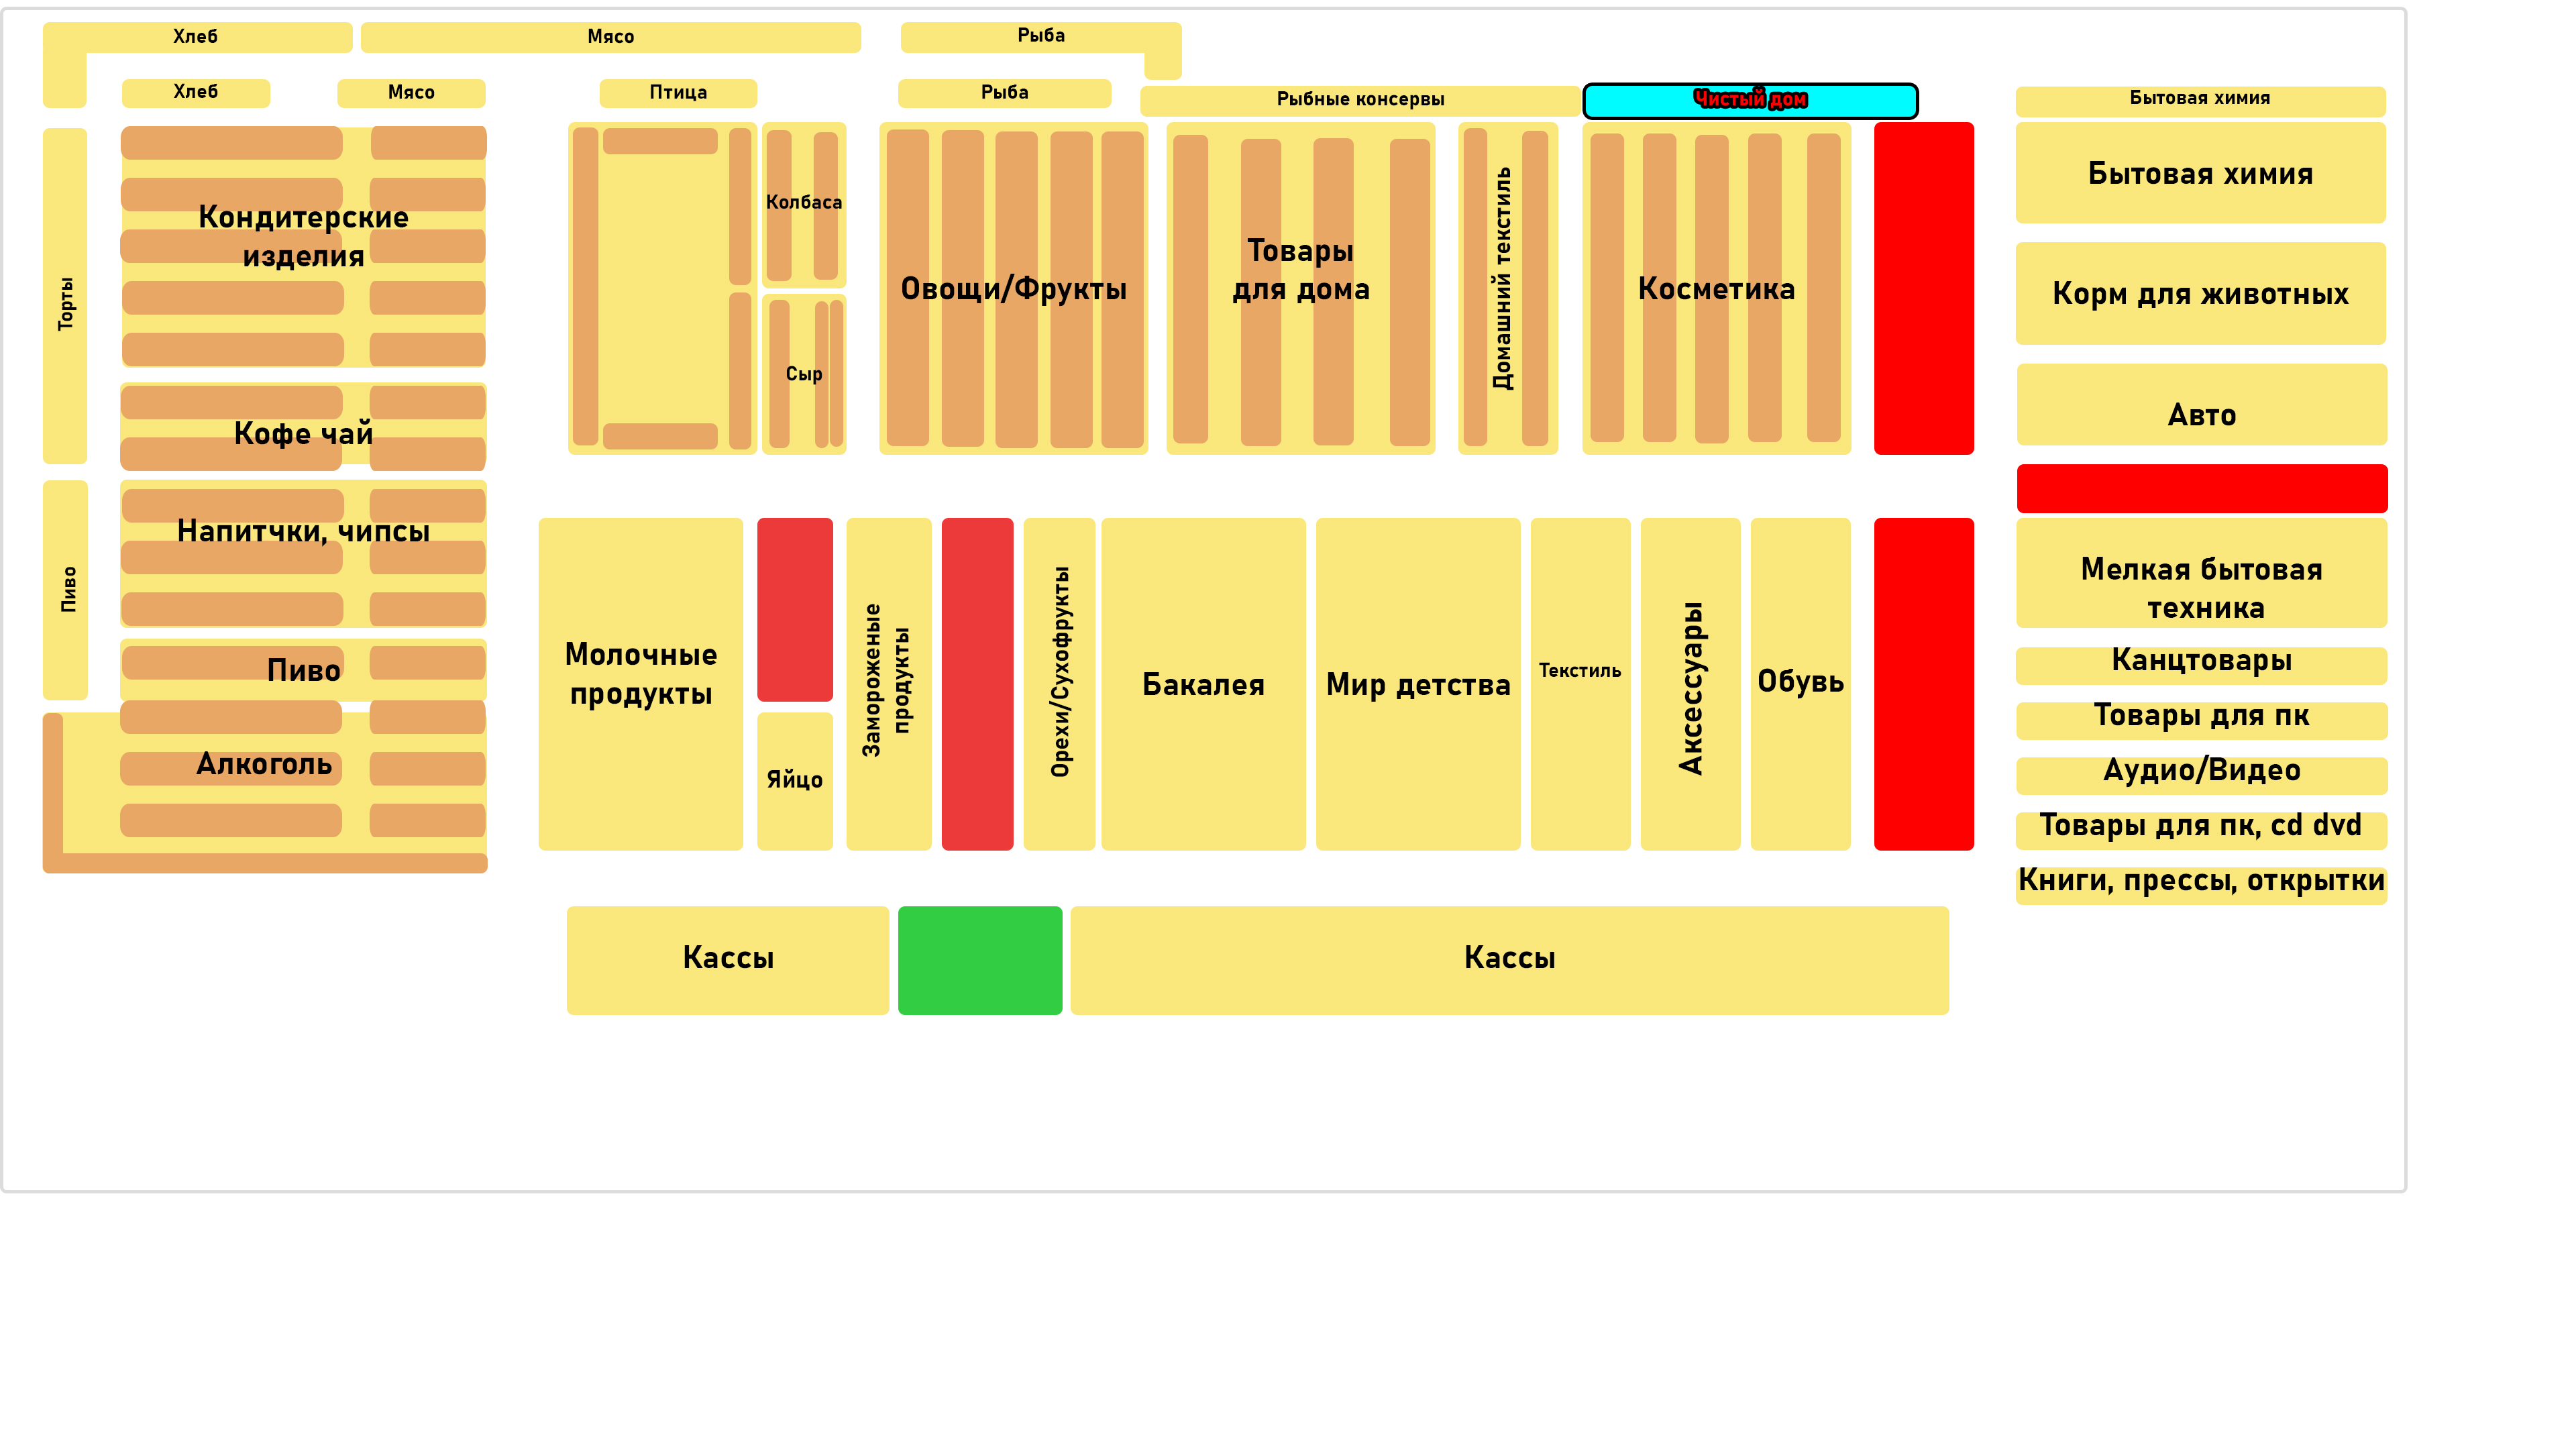 Хлеб
Мясо
Рыба
Хлеб
Мясо
Птица
Рыба
Рыбные консервы
Чистый дом
Бытовая химия
Торты
Кондитерские
изделия
Кофе чай
Пиво
Напитчки, чипсы
Пиво
Алкоголь
Колбаса
Сыр
Овощи/Фрукты
Товары
для дома
Домашний текстиль
Косметика
Бытовая химия
Корм для животных
Авто
Молочные
продукты
Яйцо
Замороженые
продукты
Орехи/Сухофрукты
Бакалея
Мир детства
Текстиль
Аксессуары
Обувь
Мелкая бытовая
техника
Канцтовары
Товары для пк
Аудио/Видео
Товары для пк, cd dvd
Книги, прессы, открытки
Кассы
Кассы